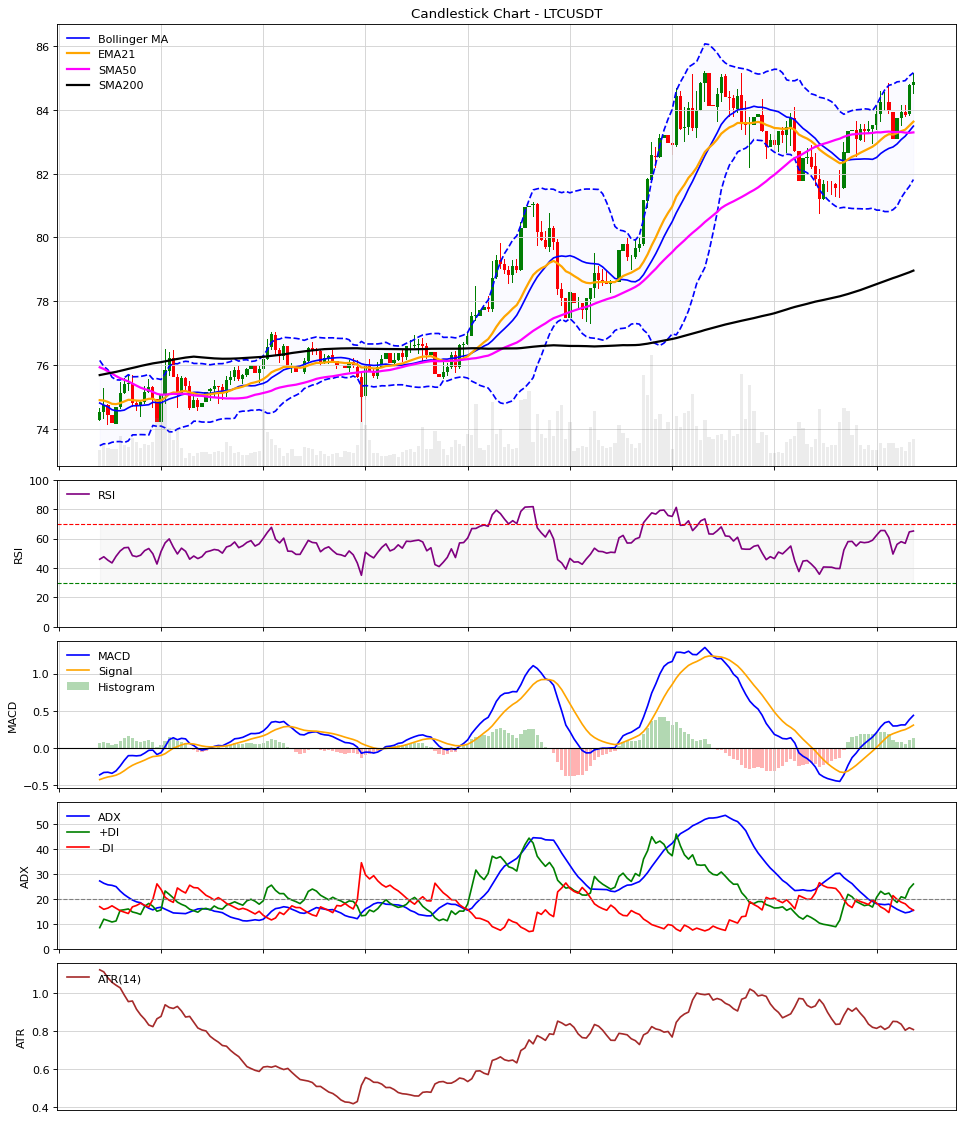 Candlestick Chart - LTCUSDT
Bollinger MA
EMA21
SMA50
SMA200
86
84
82
80
78
76
74
RSI
100
80
60
40
20
0
RSI
MACD
Signal
Histogram
1.0
0.5
0.0
−0.5
MACD
ADX
+DI
-DI
50
40
30
20
10
0
ADX
ATR(14)
1.0
0.8
0.6
0.4
ATR